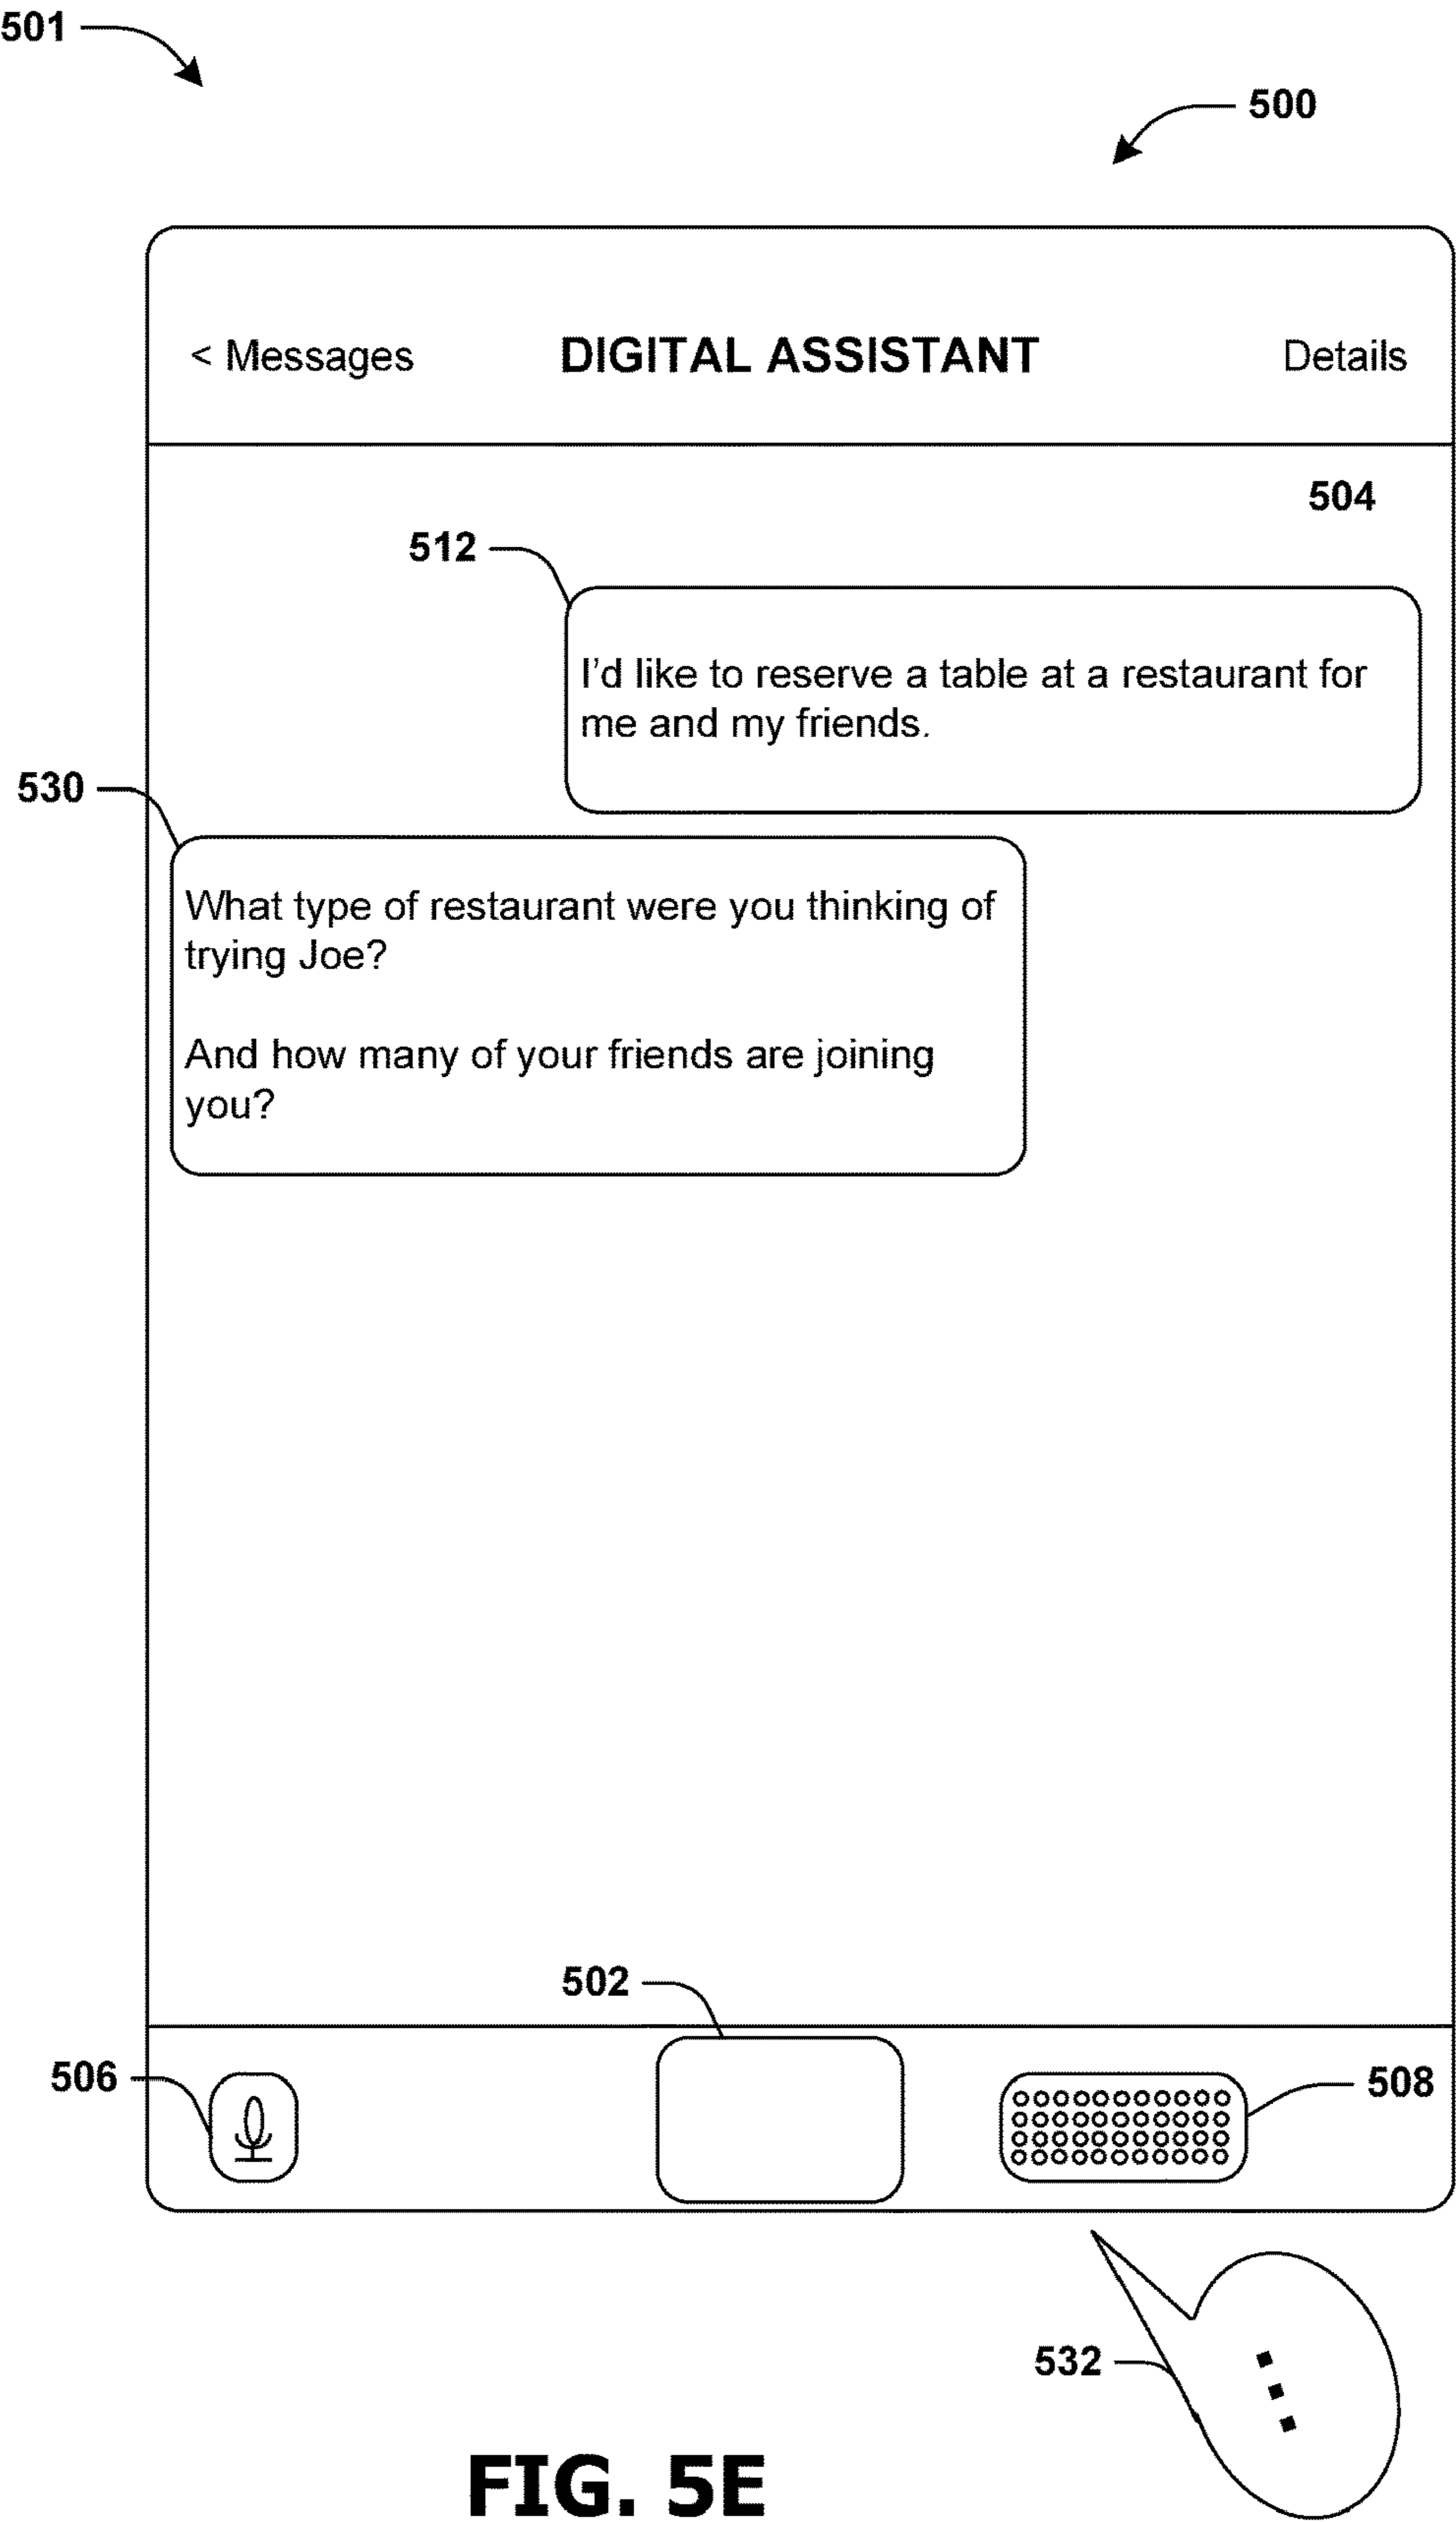 501
500
< Messages DIGITAL ASSISTANT Details
504
512
I'd like to reserve a table at a restaurant for
me and my friends.
530
What type of restaurant were you thinking of
trying Joe?
And how many of your friends are joining
you?
502
506
508
532
...
FIG. 5E